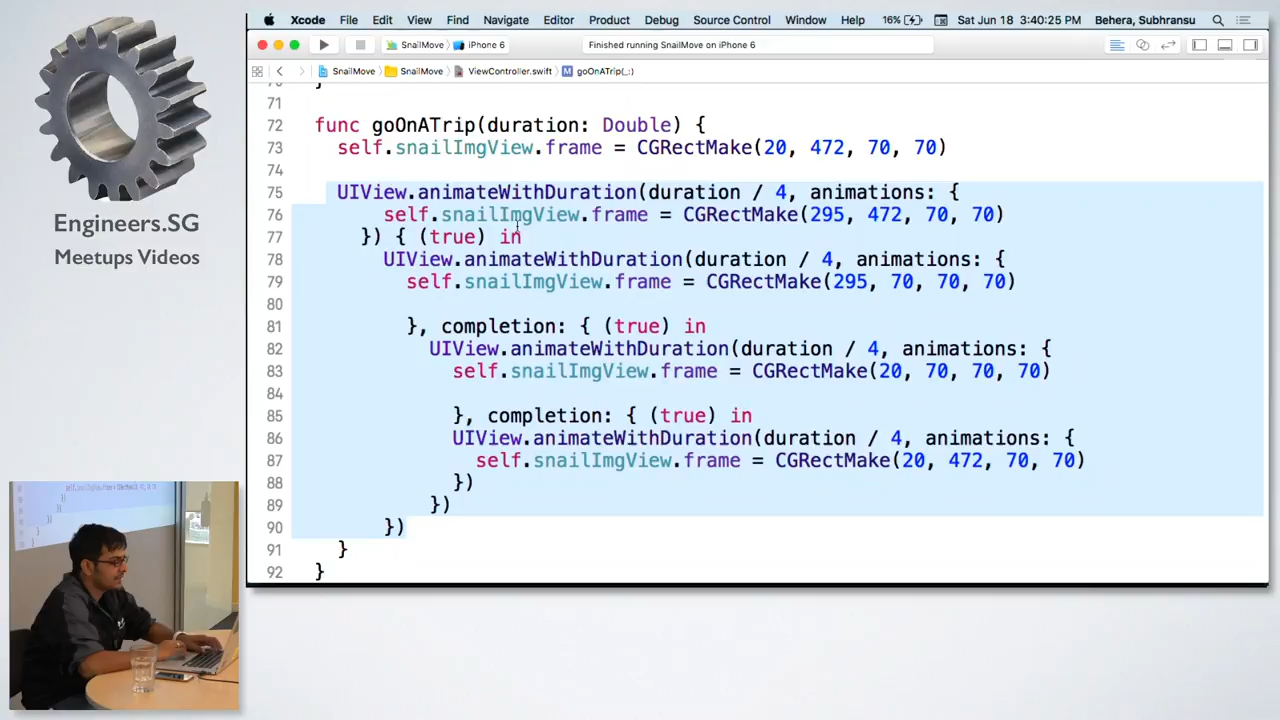 Xcode File Edit View Find Navigate Editor Product Debug Source Control Window Help 16% Sat Jun 18 3:40:25 PM Behera, Subhransu
SnailMove iPhone 6 Finished running SnailMove on iPhone 6
SnailMove SnailMove ViewController.swift M goOnATrip(_:)
}
71
72 func goOnATrip(duration: Double) {
73 self.snailImgView.frame = CGRectMake(20, 472, 70, 70)
74
75 UIView.animateWithDuration(duration / 4, animations: {
76 self.snailImgView.frame = CGRectMake(295, 472, 70, 70)
77 }) { (true) in
78 UIView.animateWithDuration(duration / 4, animations: {
79 self.snailImgView.frame = CGRectMake(295, 70, 70, 70)
80
81 }, completion: { (true) in
82 UIView.animateWithDuration(duration / 4, animations: {
83 self.snailImgView.frame = CGRectMake(20, 70, 70, 70)
84
85 }, completion: { (true) in
86 UIView.animateWithDuration(duration / 4, animations: {
87 self.snailImgView.frame = CGRectMake(20, 472, 70, 70)
88 })
89 })
90 })
91 }
92 }
Engineers.SG
Meetups Videos